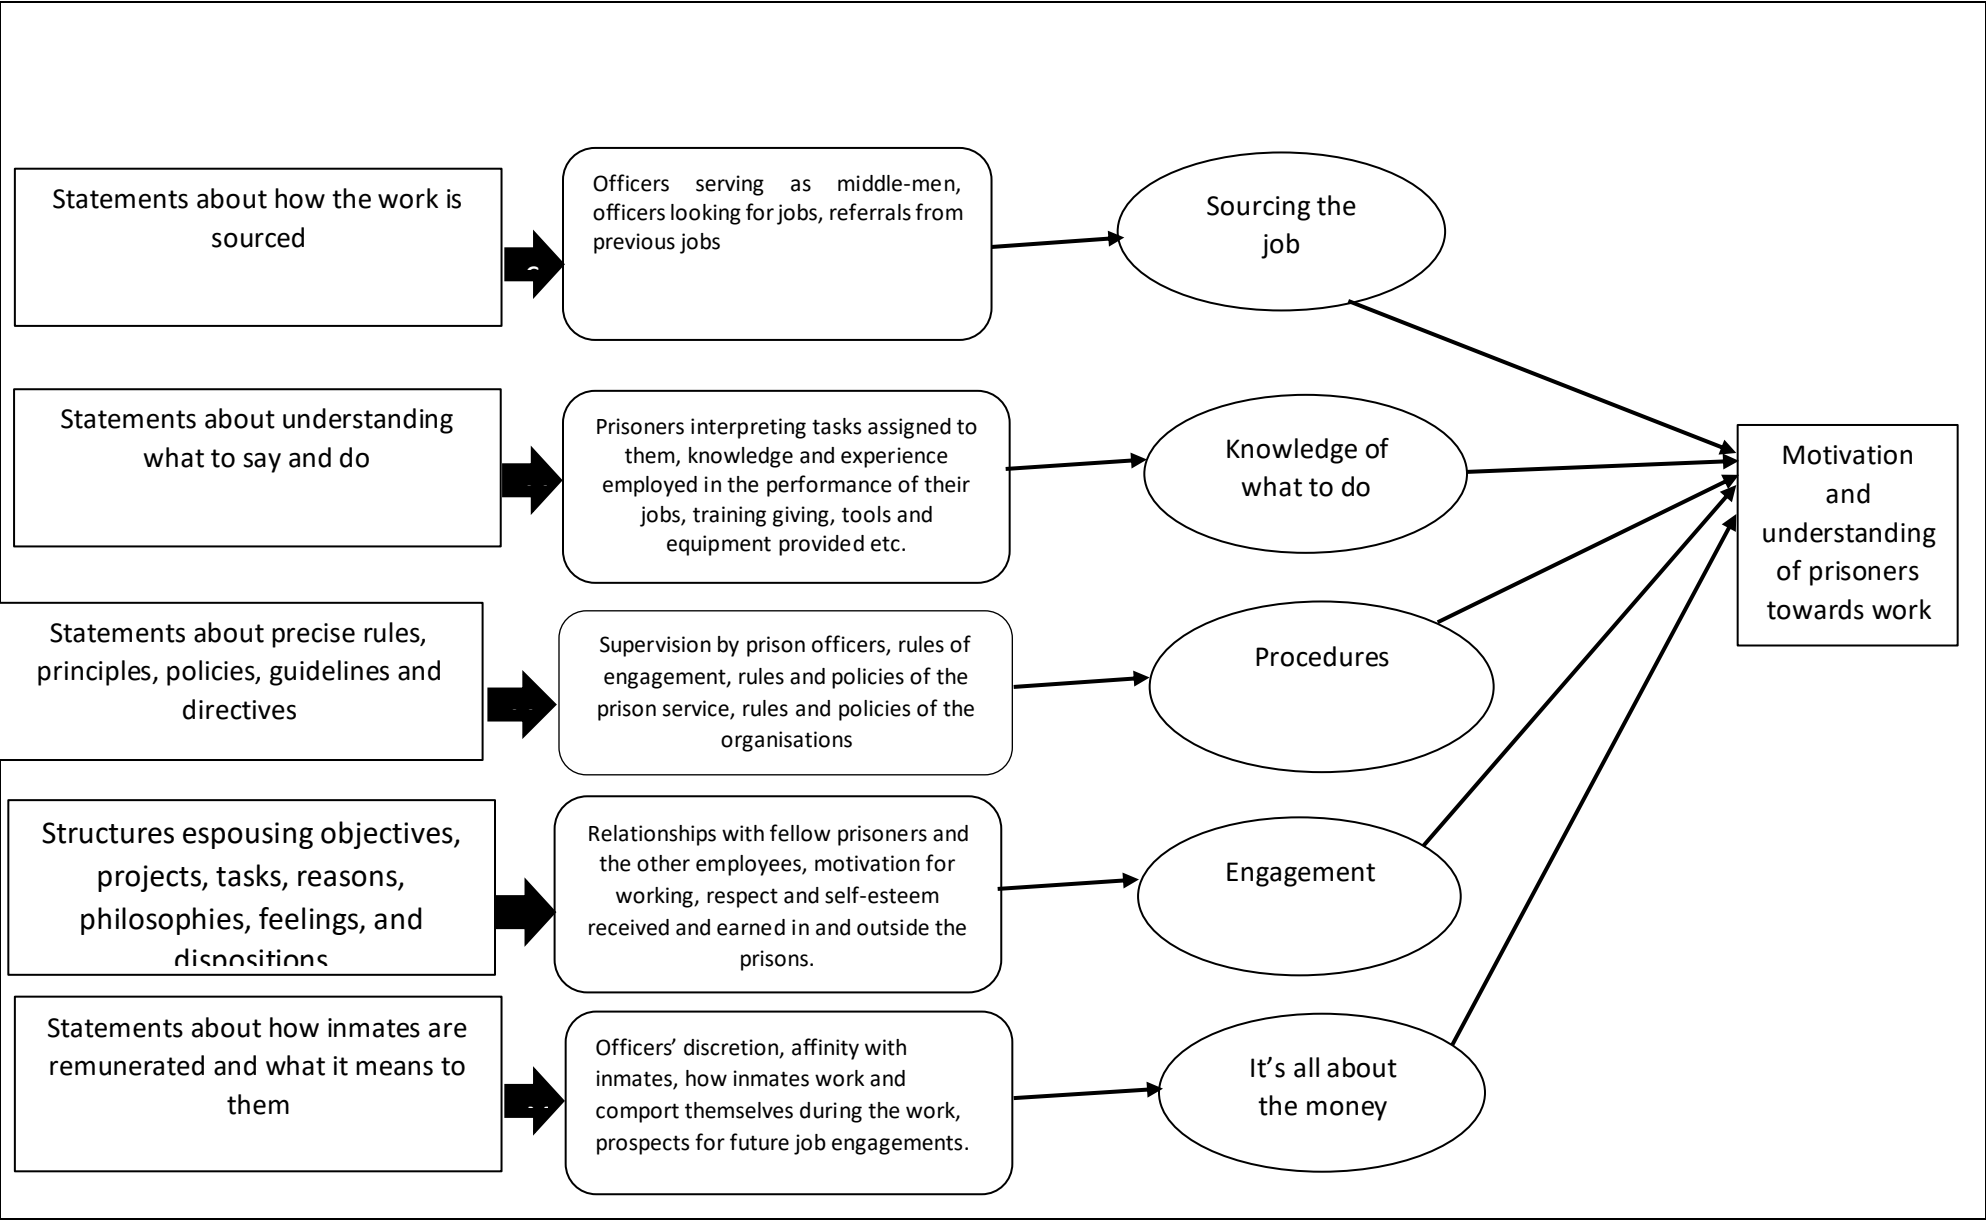 Statements about how the work is
sourced
Officers serving as middle-men,
officers looking for jobs, referrals from
previous jobs
Sourcing the
job
Statements about understanding
what to say and do
Prisoners interpreting tasks assigned to
them, knowledge and experience
employed in the performance of their
jobs, training giving, tools and
equipment provided etc.
Knowledge of
what to do
Motivation
and
understanding
of prisoners
towards work
Statements about precise rules,
principles, policies, guidelines and
directives
Supervision by prison officers, rules of
engagement, rules and policies of the
prison service, rules and policies of the
organisations
Procedures
Structures espousing objectives,
projects, tasks, reasons,
philosophies, feelings, and
dispositions
Relationships with fellow prisoners and
the other employees, motivation for
working, respect and self-esteem
received and earned in and outside the
prisons.
Engagement
Statements about how inmates are
remunerated and what it means to
them
Officers’ discretion, affinity with
inmates, how inmates work and
comport themselves during the work,
prospects for future job engagements.
It’s all about
the money